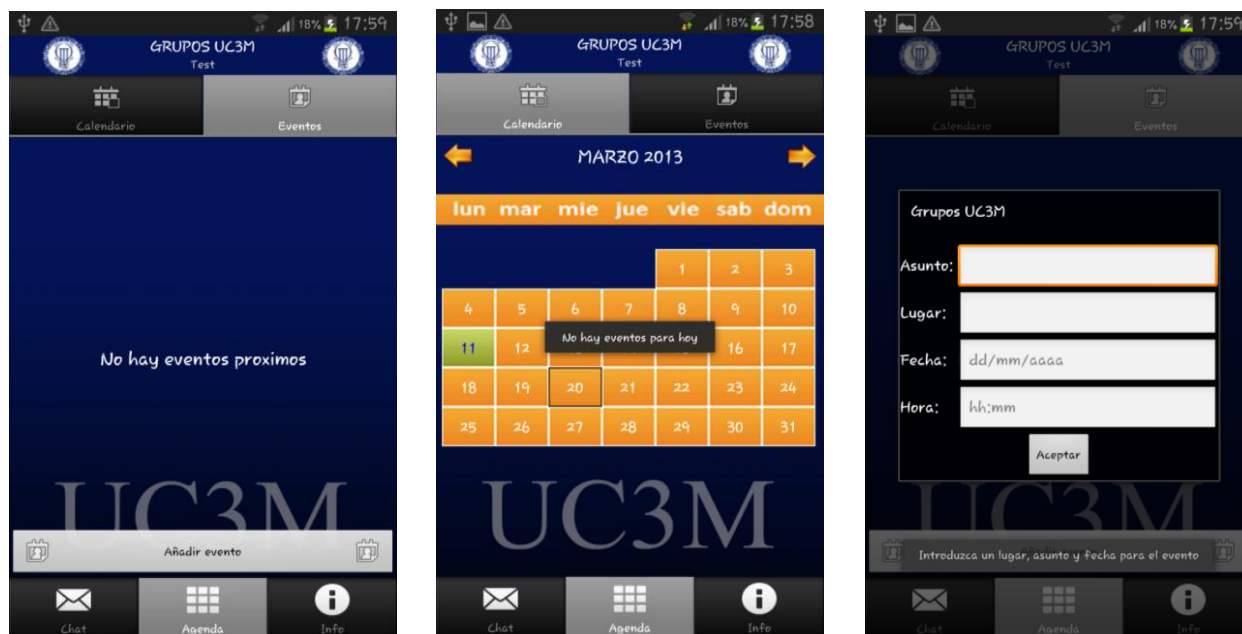 18% 17:59
GRUPOS UC3M
Test
Calendario Eventos
No hay eventos proximos
UC3M
Añadir evento
Chat Agenda Info
18% 17:58
GRUPOS UC3M
Test
Calendario Eventos
MARZO 2013
lun mar mie jue vie sab dom
1 2 3
4 5 6 7 8 9 10
No hay eventos para hoy
11 12 16 17
18 19 20 21 22 23 24
25 26 27 28 29 30 31
UC3M
Chat Agenda Info
18% 17:59
GRUPOS UC3M
Test
Calendario Eventos
Grupos UC3M
Asunto:
Lugar:
Fecha: dd/mm/aaaa
Hora: hh:mm
Aceptar
UC3M
Introduzca un lugar, asunto y fecha para el evento
Chat Agenda Info